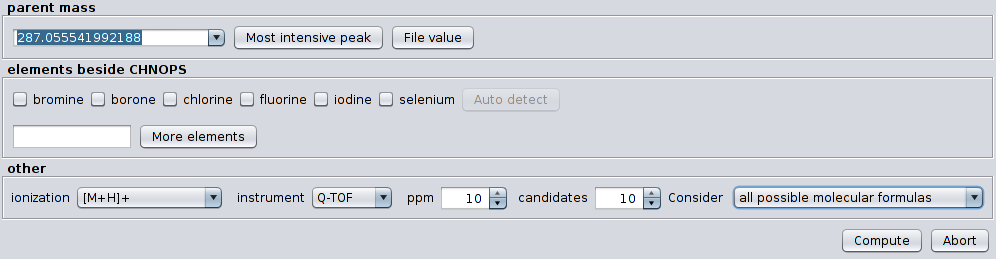 parent mass
287.055541992188 Most intensive peak File value
elements beside CHNOPS
bromine borone chlorine fluorine iodine selenium Auto detect
More elements
other
ionization [M+H]+ instrument Q-TOF ppm 10 candidates 10 Consider all possible molecular formulas
Compute Abort